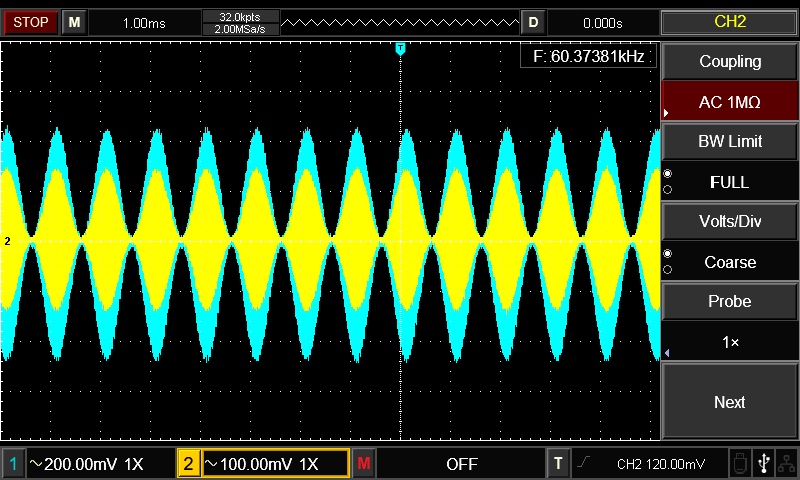 STOP M 1.00ms 32.0kpts D 0.000s CH2
2.00MSa/s
T
F: 60.37381kHz
Coupling
AC 1MΩ
BW Limit
FULL
Volts/Div
2
Coarse
Probe
1×
Next
1 ~200.00mV 1X 2 ~100.00mV 1X M OFF T CH2 120.00mV